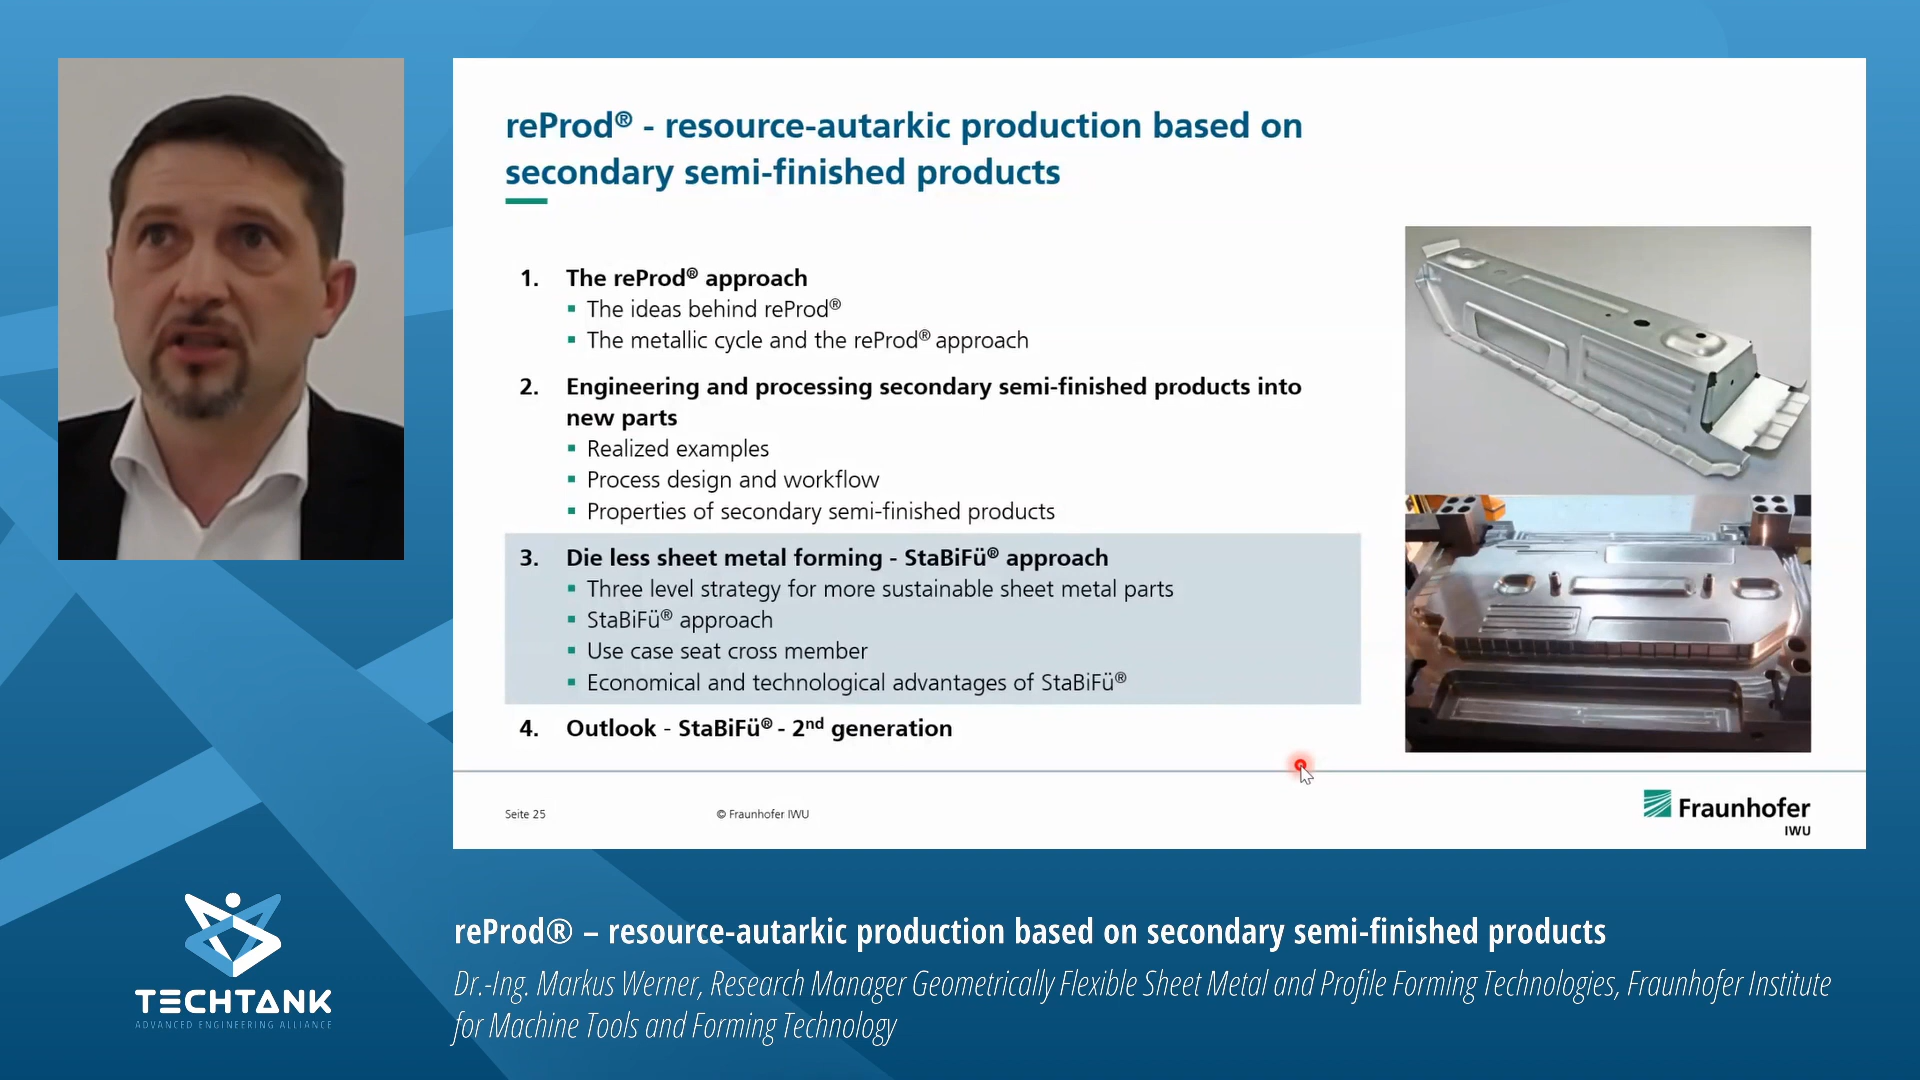 reProd® - resource-autarkic production based on
secondary semi-finished products
1. The reProd® approach
▪ The ideas behind reProd®
▪ The metallic cycle and the reProd® approach
2. Engineering and processing secondary semi-finished products into
new parts
▪ Realized examples
▪ Process design and workflow
▪ Properties of secondary semi-finished products
3. Die less sheet metal forming - StaBiFü® approach
▪ Three level strategy for more sustainable sheet metal parts
▪ StaBiFü® approach
▪ Use case seat cross member
▪ Economical and technological advantages of StaBiFü®
4. Outlook - StaBiFü® - 2nd generation
Seite 25
© Fraunhofer IWU
Fraunhofer
IWU
TECHTANK
ADVANCED ENGINEERING ALLIANCE
reProd® – resource-autarkic production based on secondary semi-finished products
Dr.-Ing. Markus Werner, Research Manager Geometrically Flexible Sheet Metal and Profile Forming Technologies, Fraunhofer Institute
for Machine Tools and Forming Technology